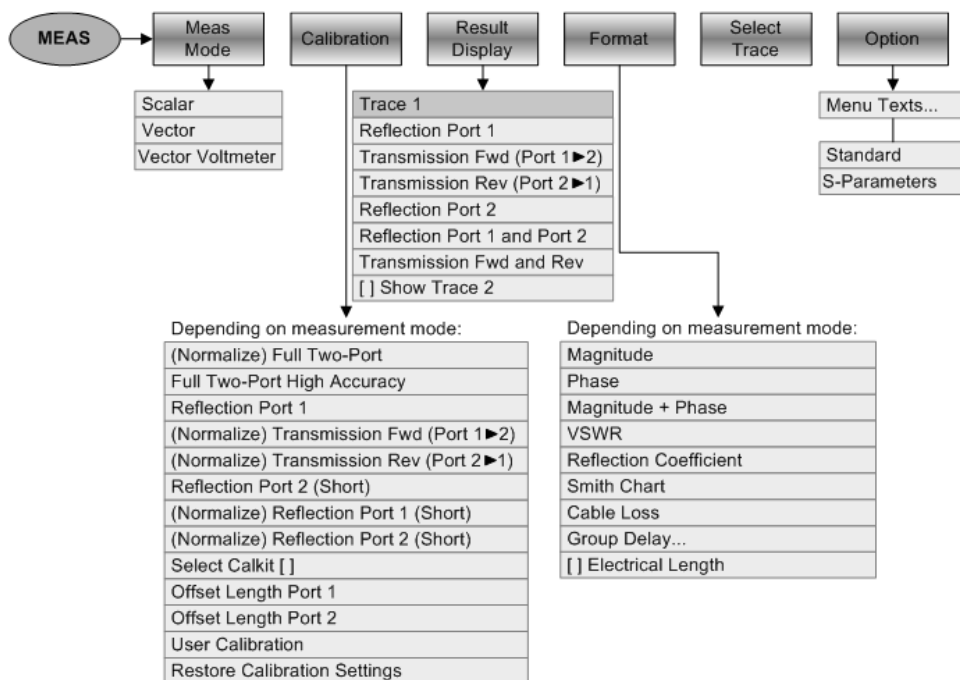 MEAS
Meas
Mode
Calibration
Result
Display
Format
Select
Trace
Option
Scalar
Vector
Vector Voltmeter
Trace 1
Reflection Port 1
Transmission Fwd (Port 1►2)
Transmission Rev (Port 2►1)
Reflection Port 2
Reflection Port 1 and Port 2
Transmission Fwd and Rev
[ ] Show Trace 2
Menu Texts...
Standard
S-Parameters
Depending on measurement mode:
(Normalize) Full Two-Port
Full Two-Port High Accuracy
Reflection Port 1
(Normalize) Transmission Fwd (Port 1►2)
(Normalize) Transmission Rev (Port 2►1)
Reflection Port 2 (Short)
(Normalize) Reflection Port 1 (Short)
(Normalize) Reflection Port 2 (Short)
Select Calkit [ ]
Offset Length Port 1
Offset Length Port 2
User Calibration
Restore Calibration Settings
Depending on measurement mode:
Magnitude
Phase
Magnitude + Phase
VSWR
Reflection Coefficient
Smith Chart
Cable Loss
Group Delay...
[ ] Electrical Length